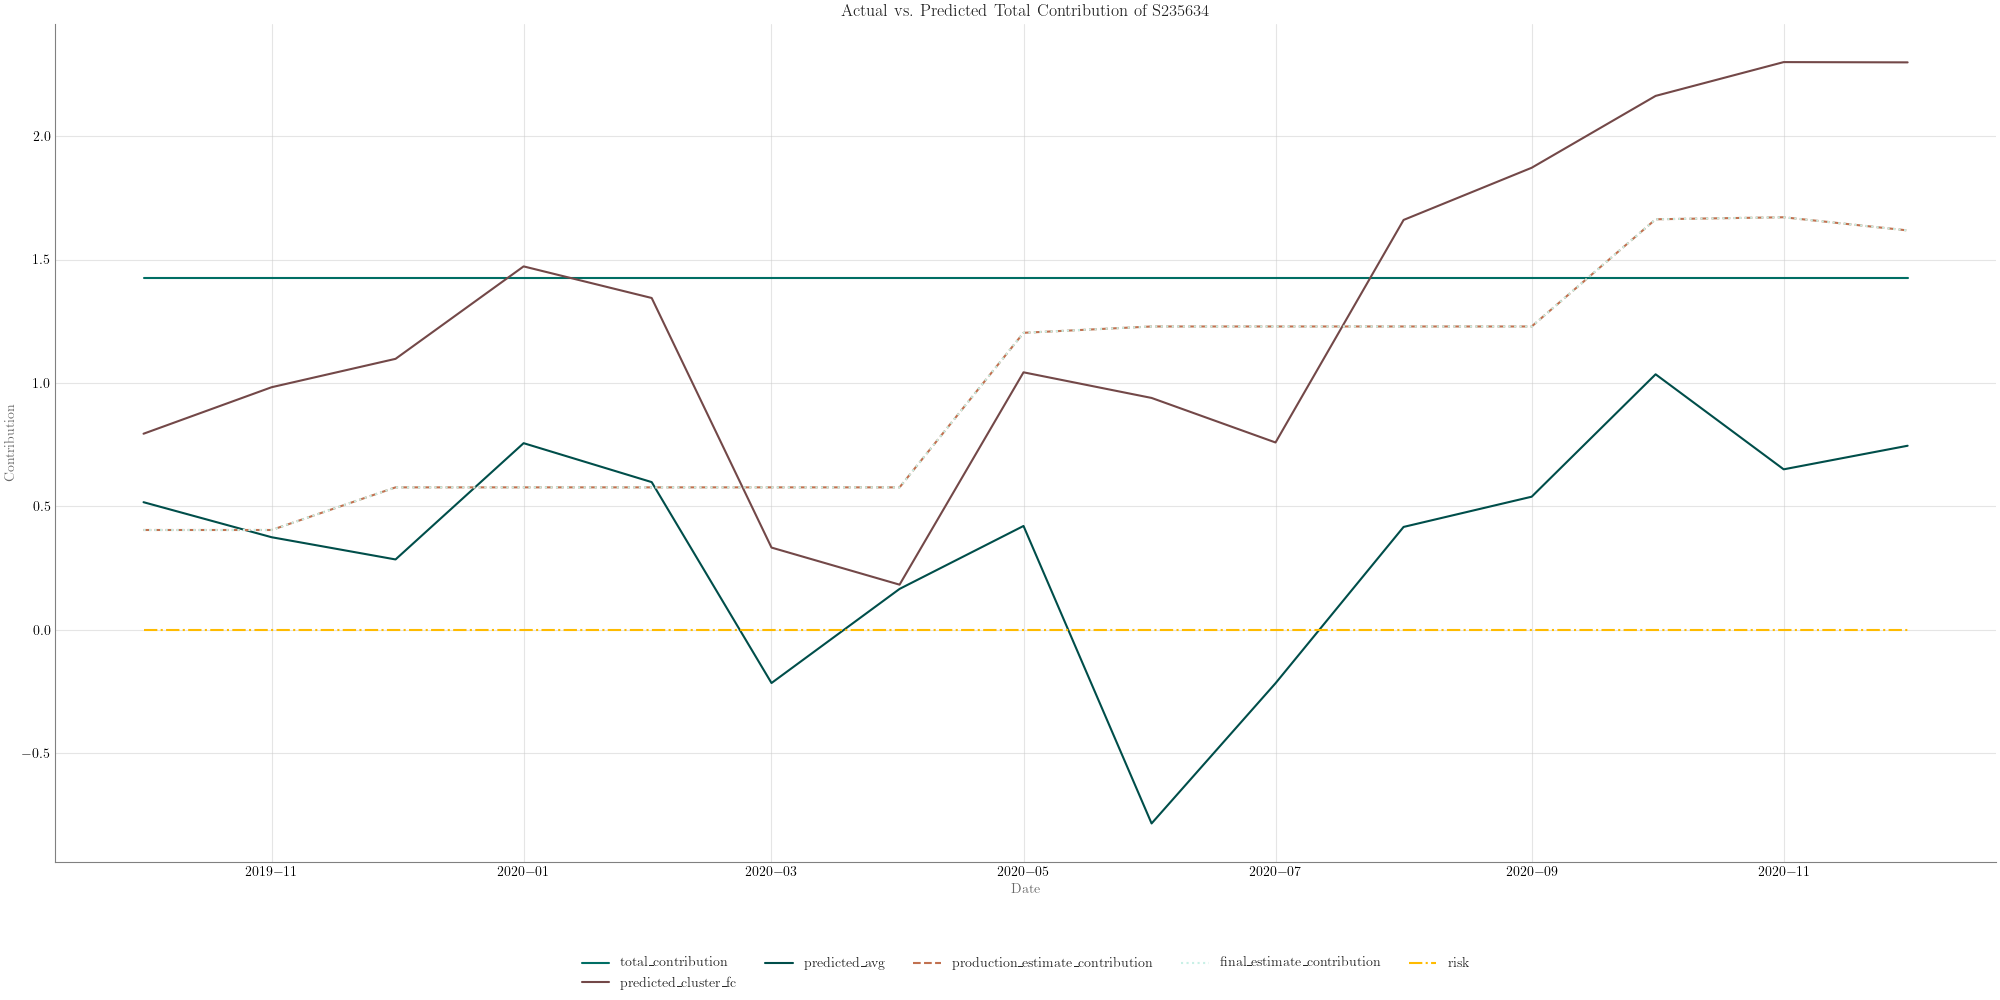 Actual vs. Predicted Total Contribution of S235634
Contribution
2.0
1.5
1.0
0.5
0.0
−0.5
2019−11 2020−01 2020−03 2020−05 2020−07 2020−09 2020−11
Date
total_contribution predicted_avg production_estimate_contribution final_estimate_contribution risk
predicted_cluster_fc